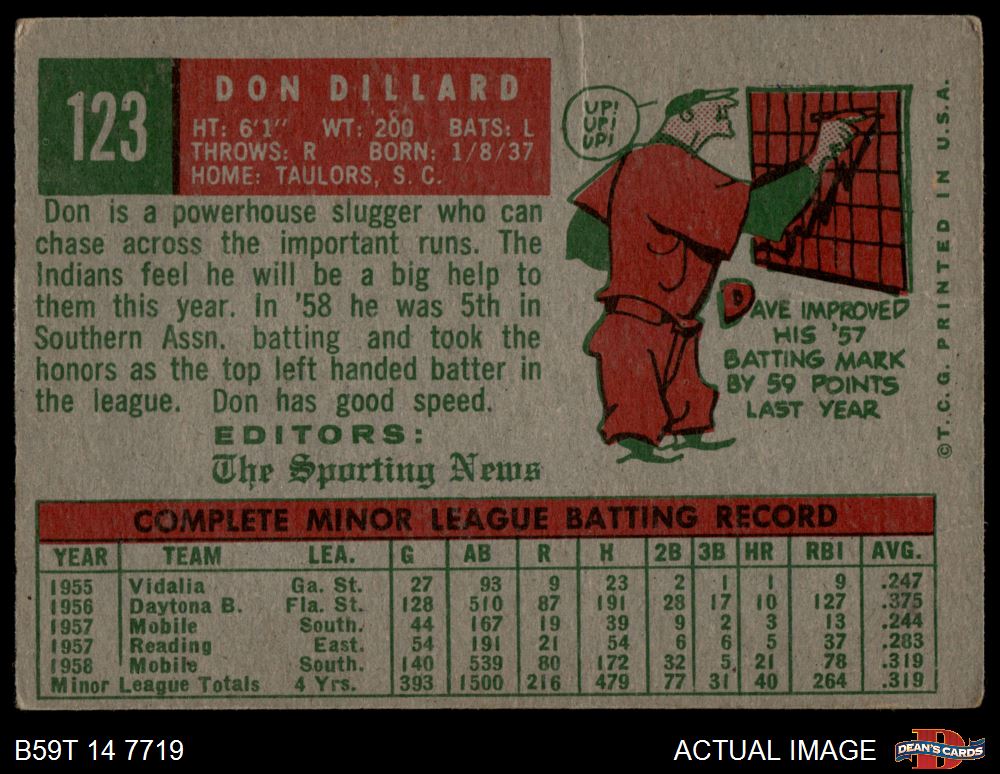 123
DON DILLARD
HT: 6'1" WT: 200 BATS: L
THROWS: R BORN: 1/8/37
HOME: TAULORS, S. C.
Don is a powerhouse slugger who can
chase across the important runs. The
Indians feel he will be a big help to
them this year. In '58 he was 5th in
Southern Assn. batting and took the
honors as the top left handed batter in
the league. Don has good speed.
EDITORS:
The Sporting News
UP!
UP!
UP!
DAVE IMPROVED
HIS '57
BATTING MARK
BY 59 POINTS
LAST YEAR
© T.C.G. PRINTED IN U.S.A.
COMPLETE MINOR LEAGUE BATTING RECORD
YEAR TEAM LEA. G AB R H 2B 3B HR RBI AVG.
1955 Vidalia Ga. St. 27 93 9 23 2 1 1 9 .247
1956 Daytona B. Fla. St. 128 510 87 191 28 17 10 127 .375
1957 Mobile South. 44 167 19 39 9 2 3 13 .244
1957 Reading East. 54 191 21 54 6 6 5 37 .283
1958 Mobile South. 140 539 80 172 32 5 21 78 .319
Minor League Totals 4 Yrs. 393 1500 216 479 77 31 40 264 .319
B59T 14 7719
ACTUAL IMAGE
D
DEAN'S CARDS